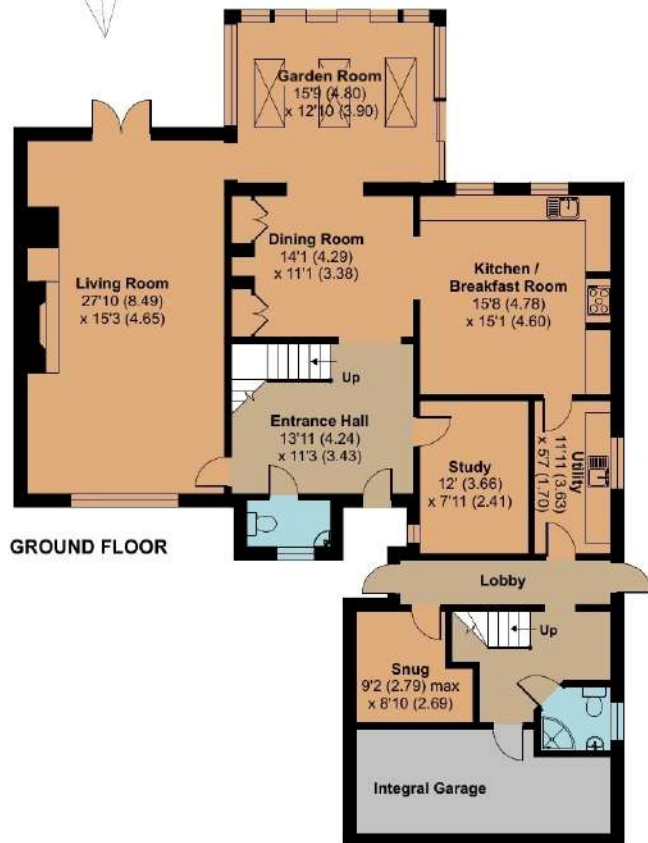 Garden Room
15'9 (4.80)
x 12'10 (3.90)
Living Room
27'10 (8.49)
x 15'3 (4.65)
Dining Room
14'1 (4.29)
x 11'1 (3.38)
Kitchen /
Breakfast Room
15'8 (4.78)
x 15'1 (4.60)
Up
Entrance Hall
13'11 (4.24)
x 11'3 (3.43)
Study
12' (3.66)
x 7'11 (2.41)
Utility
11'11 (3.63)
x 5'7 (1.70)
GROUND FLOOR
Lobby
Up
Snug
9'2 (2.79) max
x 8'10 (2.69)
Integral Garage